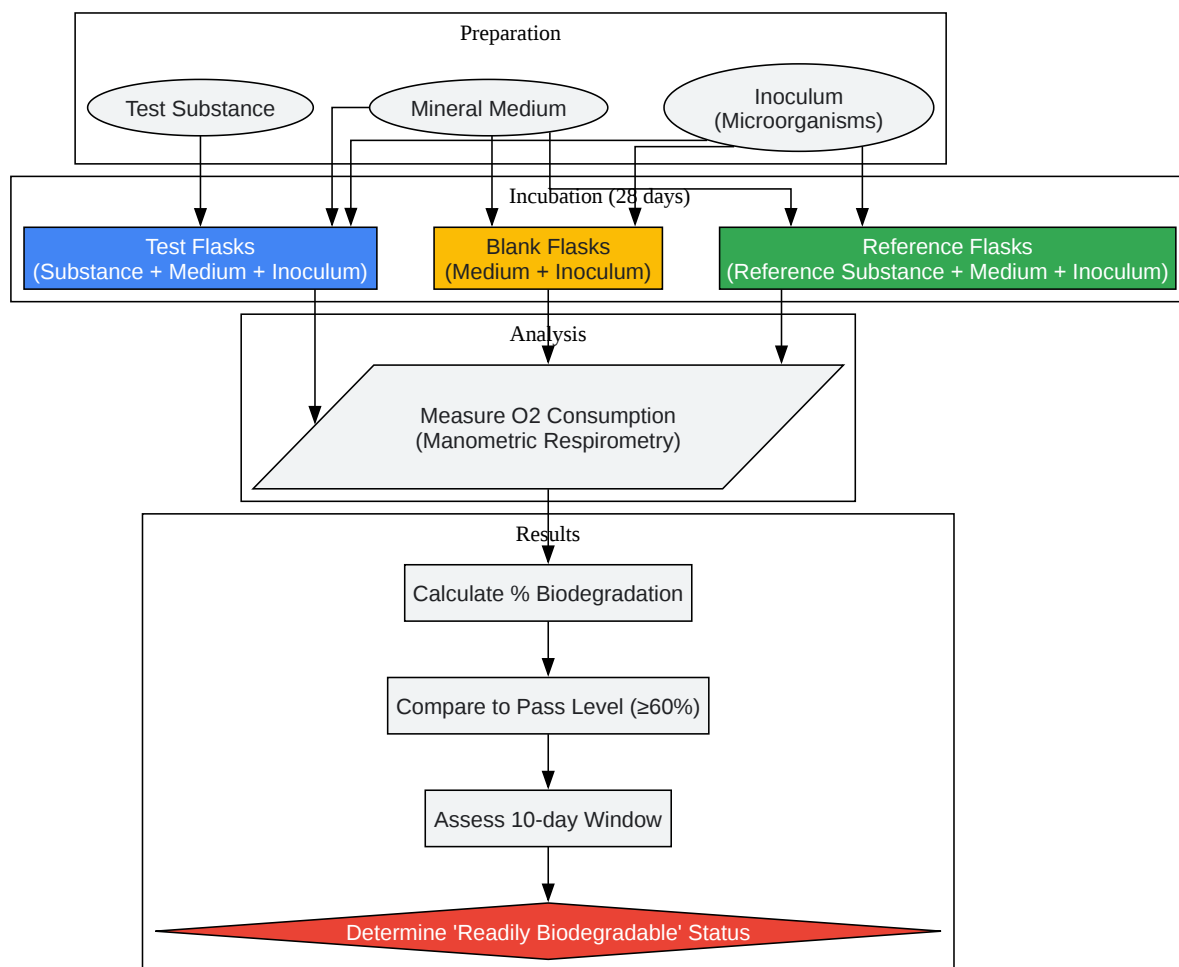 Preparation
Test Substance
Mineral Medium
Inoculum
(Microorganisms)
Incubation (28 days)
Test Flasks
(Substance + Medium + Inoculum)
Blank Flasks
(Medium + Inoculum)
Reference Flasks
(Reference Substance + Medium + Inoculum)
Analysis
Measure O2 Consumption
(Manometric Respirometry)
Results
Calculate % Biodegradation
Compare to Pass Level (≥60%)
Assess 10-day Window
Determine 'Readily Biodegradable' Status